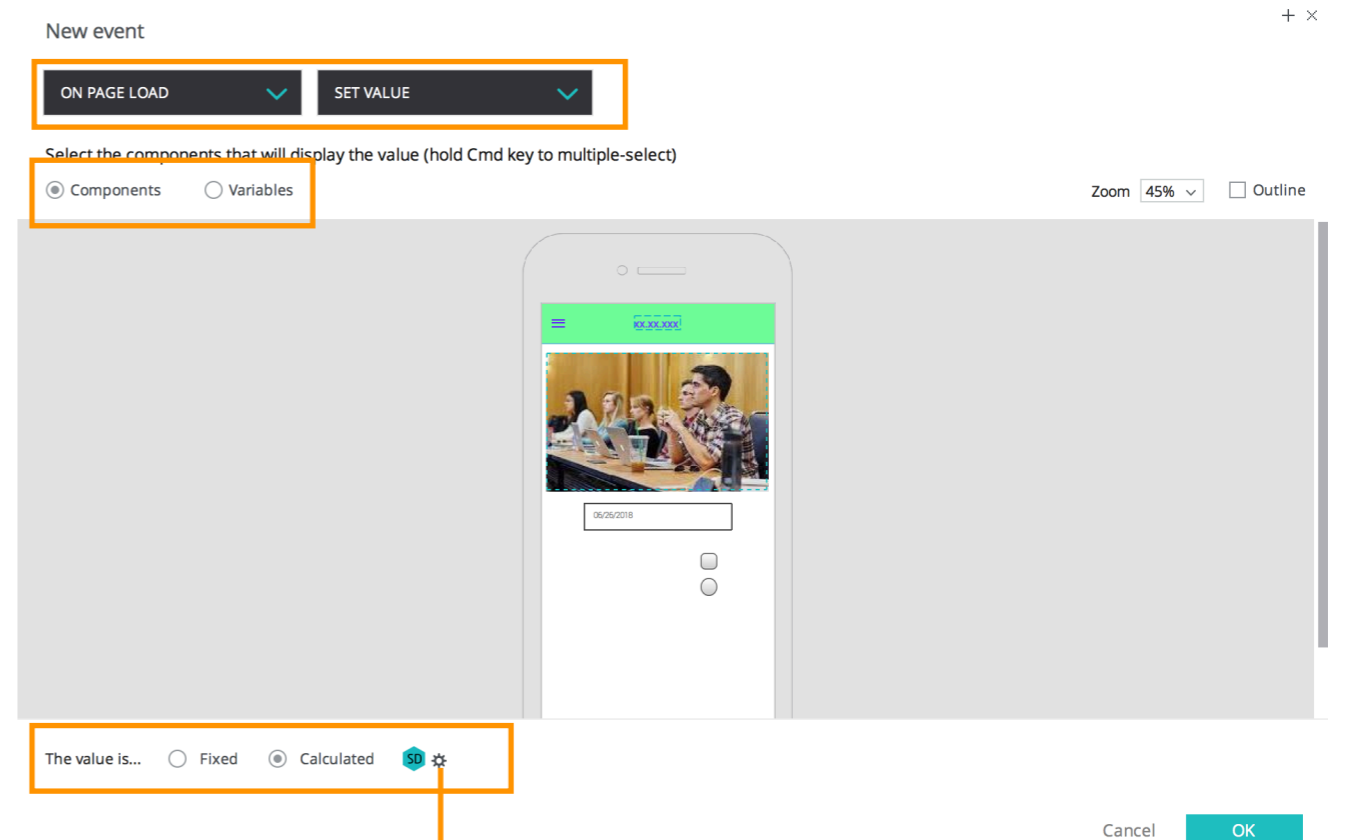 New event
ON PAGE LOAD SET VALUE
Select the components that will display the value (hold Cmd key to multiple-select)
Components Variables Zoom 45% Outline
xx.xx.xxx
06/26/2018
The value is... Fixed Calculated SD
Cancel OK